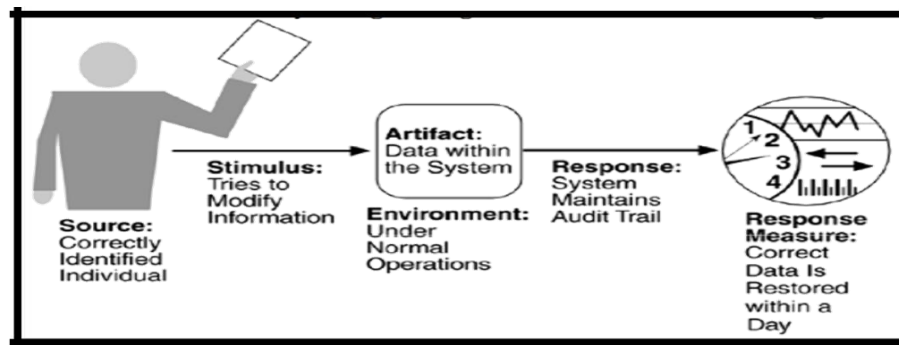 Source:
Correctly
Identified
Individual
Stimulus:
Tries to
Modify
Information
Artifact:
Data within
the System
Environment:
Under
Normal
Operations
Response:
System
Maintains
Audit Trail
1
2
3
4
Response
Measure:
Correct
Data Is
Restored
within a
Day